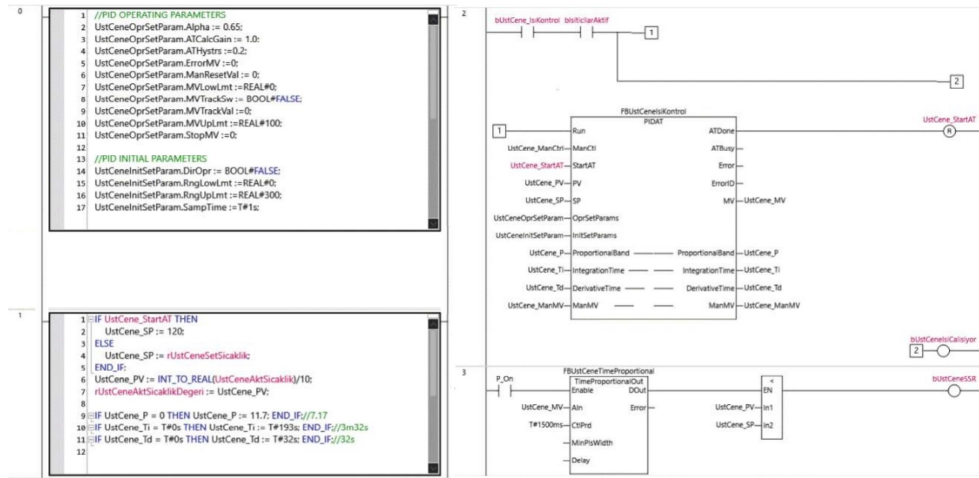 0
1 //PID OPERATING PARAMETERS
2 UstCeneOprSetParam.Alpha := 0.65;
3 UstCeneOprSetParam.ATCalcGain := 1.0;
4 UstCeneOprSetParam.ATHystrs :=0.2;
5 UstCeneOprSetParam.ErrorMV :=0;
6 UstCeneOprSetParam.ManResetVal := 0;
7 UstCeneOprSetParam.MVLowLmt :=REAL#0;
8 UstCeneOprSetParam.MVTrackSw := BOOL#FALSE;
9 UstCeneOprSetParam.MVTrackVal :=0;
10 UstCeneOprSetParam.MVUpLmt :=REAL#100;
11 UstCeneOprSetParam.StopMV :=0;
12
13 //PID INITIAL PARAMETERS
14 UstCeneInitSetParam.DirOpr := BOOL#FALSE;
15 UstCeneInitSetParam.RngLowLmt :=REAL#0;
16 UstCeneInitSetParam.RngUpLmt :=REAL#300;
17 UstCeneInitSetParam.SampTime :=T#1s;
1
1 IF UstCene_StartAT THEN
2 UstCene_SP := 120;
3 ELSE
4 UstCene_SP := rUstCeneSetSicaklik;
5 END_IF;
6 UstCene_PV := INT_TO_REAL(UstCeneAktSicaklik)/10;
7 rUstCeneAktSicaklikDegeri := UstCene_PV;
8
9 IF UstCene_P = 0 THEN UstCene_P := 11.7; END_IF;//7.17
10 IF UstCene_Ti = T#0s THEN UstCene_Ti := T#193s; END_IF;//3m32s
11 IF UstCene_Td = T#0s THEN UstCene_Td := T#32s; END_IF;//32s
12
2
bUstCene_IsiKontrol bIsiticilarAktif
1
2
FBUstCeneIsiKontrol
PIDAT
1 Run ATDone UstCene_StartAT
R
UstCene_ManCtrl ManCtl ATBusy
UstCene_StartAT StartAT Error
UstCene_PV PV ErrorID
UstCene_SP SP MV UstCene_MV
UstCeneOprSetParam OprSetParams
UstCeneInitSetParam InitSetParams
UstCene_P ProportionalBand ProportionalBand UstCene_P
UstCene_Ti IntegrationTime IntegrationTime UstCene_Ti
UstCene_Td DerivativeTime DerivativeTime UstCene_Td
UstCene_ManMV ManMV ManMV UstCene_ManMV
bUstCeneIsiCalisiyor
2
3
P_On
FBUstCeneTimeProportional
TimeProportionalOut
Enable DOut
< EN
bUstCeneSSR
UstCene_MV AIn Error
UstCene_PV In1
T#1500ms CtlPrd
UstCene_SP In2
MinPlsWidth
Delay